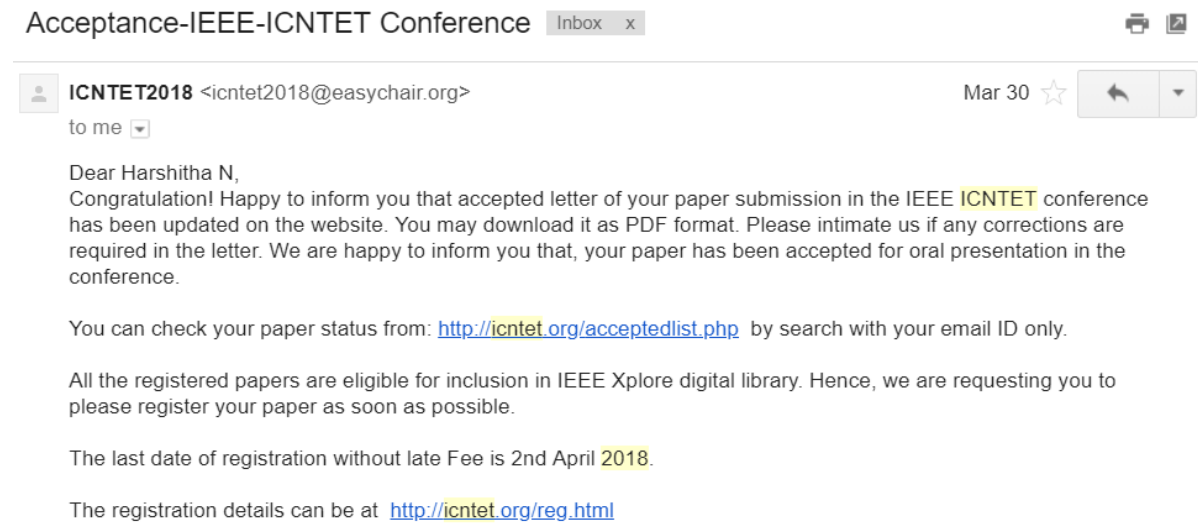 Acceptance-IEEE-ICNTET Conference Inbox x
ICNTET2018 <icntet2018@easychair.org> Mar 30
to me
Dear Harshitha N,
Congratulation! Happy to inform you that accepted letter of your paper submission in the IEEE ICNTET conference
has been updated on the website. You may download it as PDF format. Please intimate us if any corrections are
required in the letter. We are happy to inform you that, your paper has been accepted for oral presentation in the
conference.
You can check your paper status from: http://icntet.org/acceptedlist.php by search with your email ID only.
All the registered papers are eligible for inclusion in IEEE Xplore digital library. Hence, we are requesting you to
please register your paper as soon as possible.
The last date of registration without late Fee is 2nd April 2018.
The registration details can be at http://icntet.org/reg.html